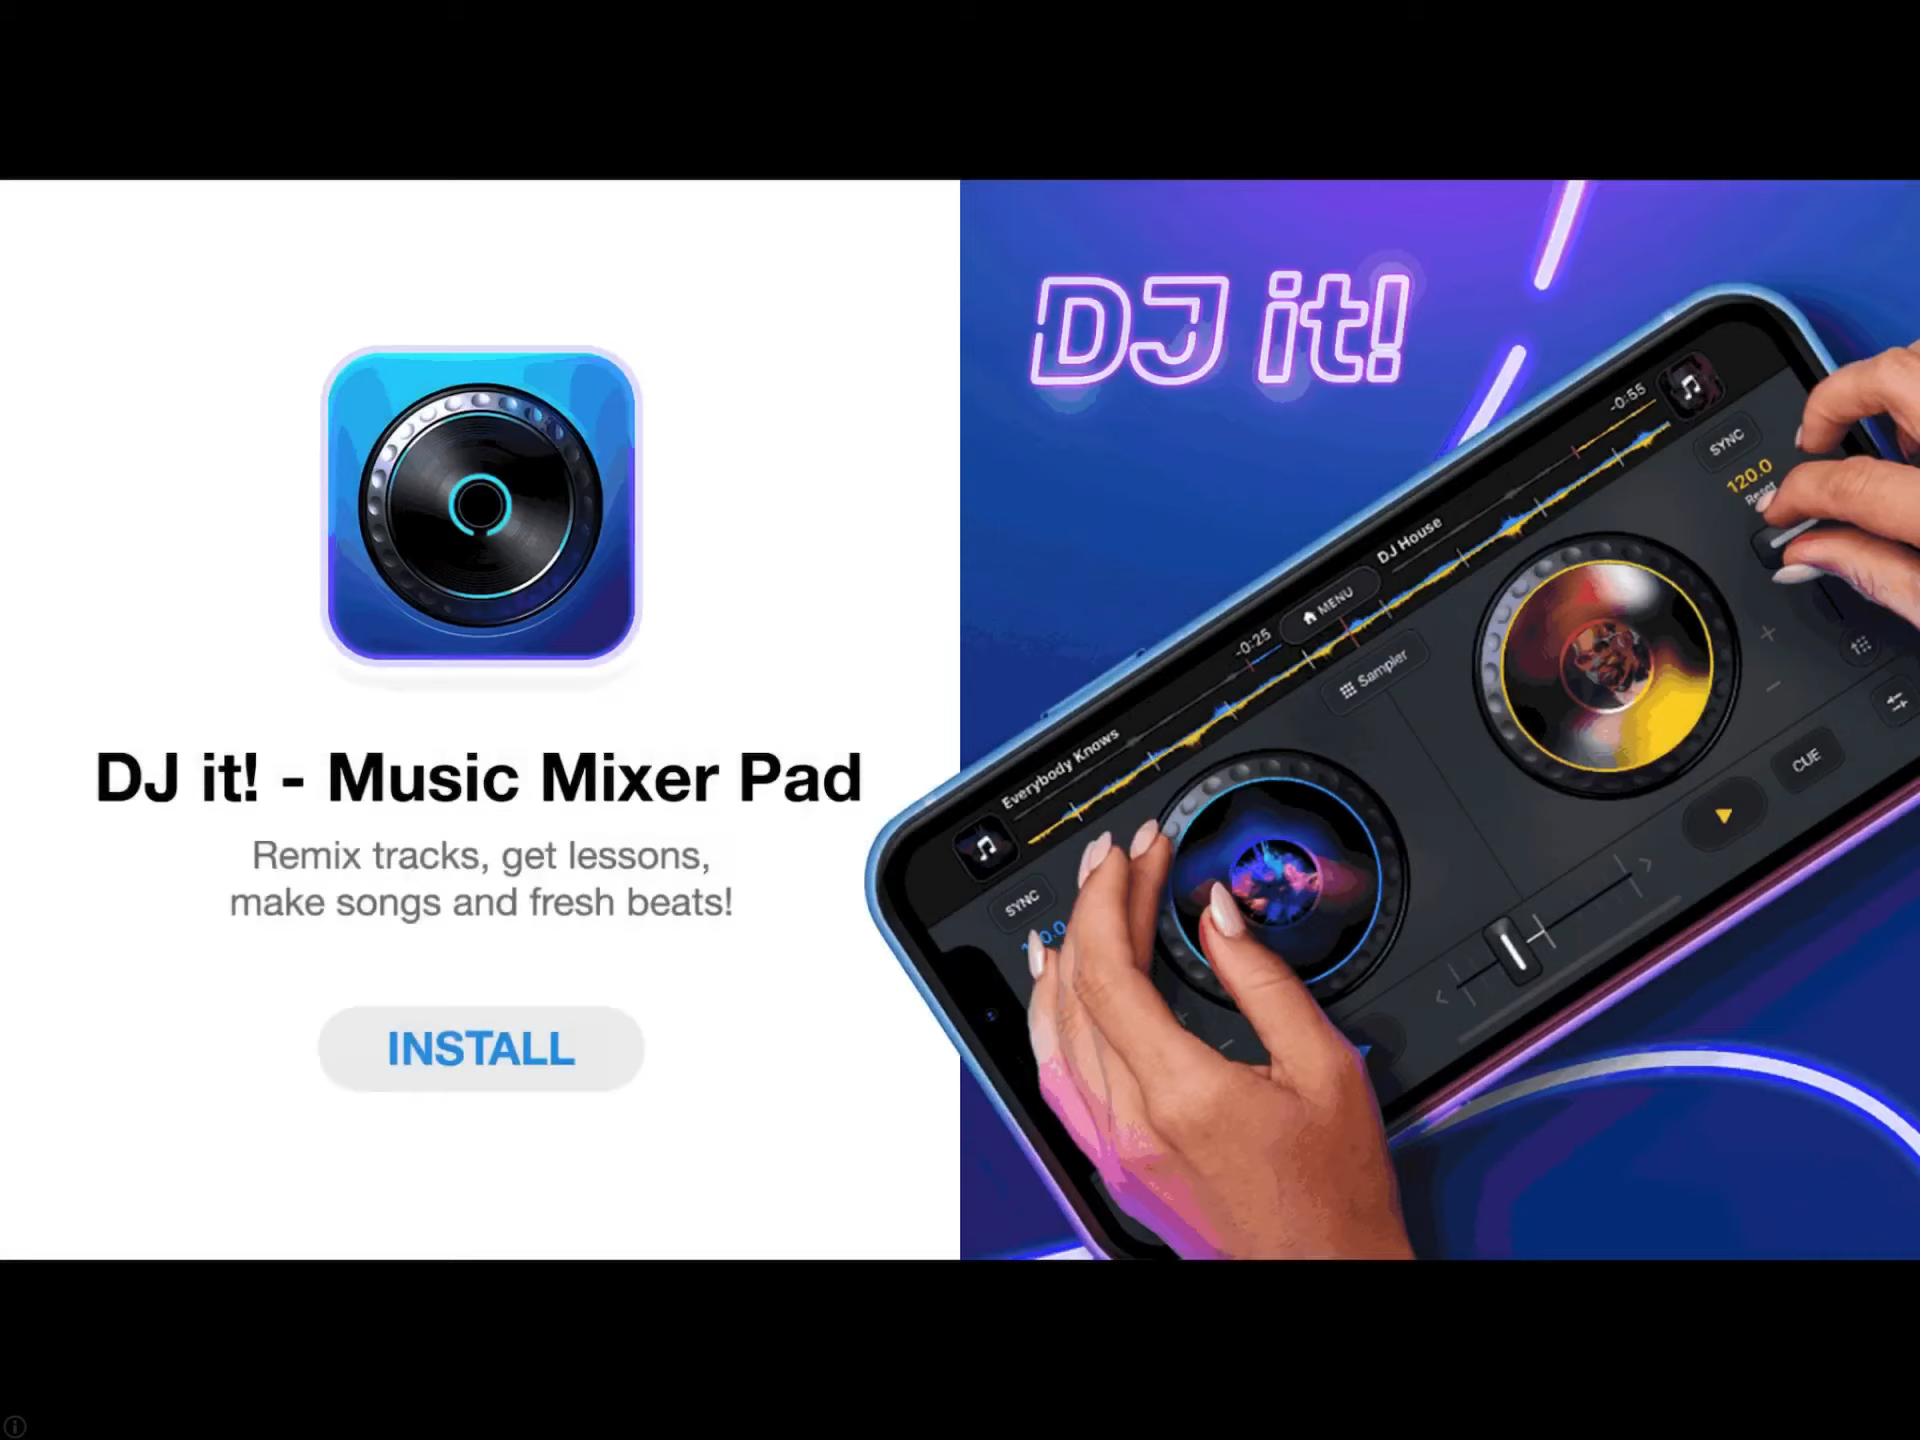 DJ it! - Music Mixer Pad
Remix tracks, get lessons,
make songs and fresh beats!
INSTALL
DJ it!
-0:55
SYNC
120.0
Reset
DJ House
MENU
-0:25
Sampler
Everybody Knows
CUE
SYNC